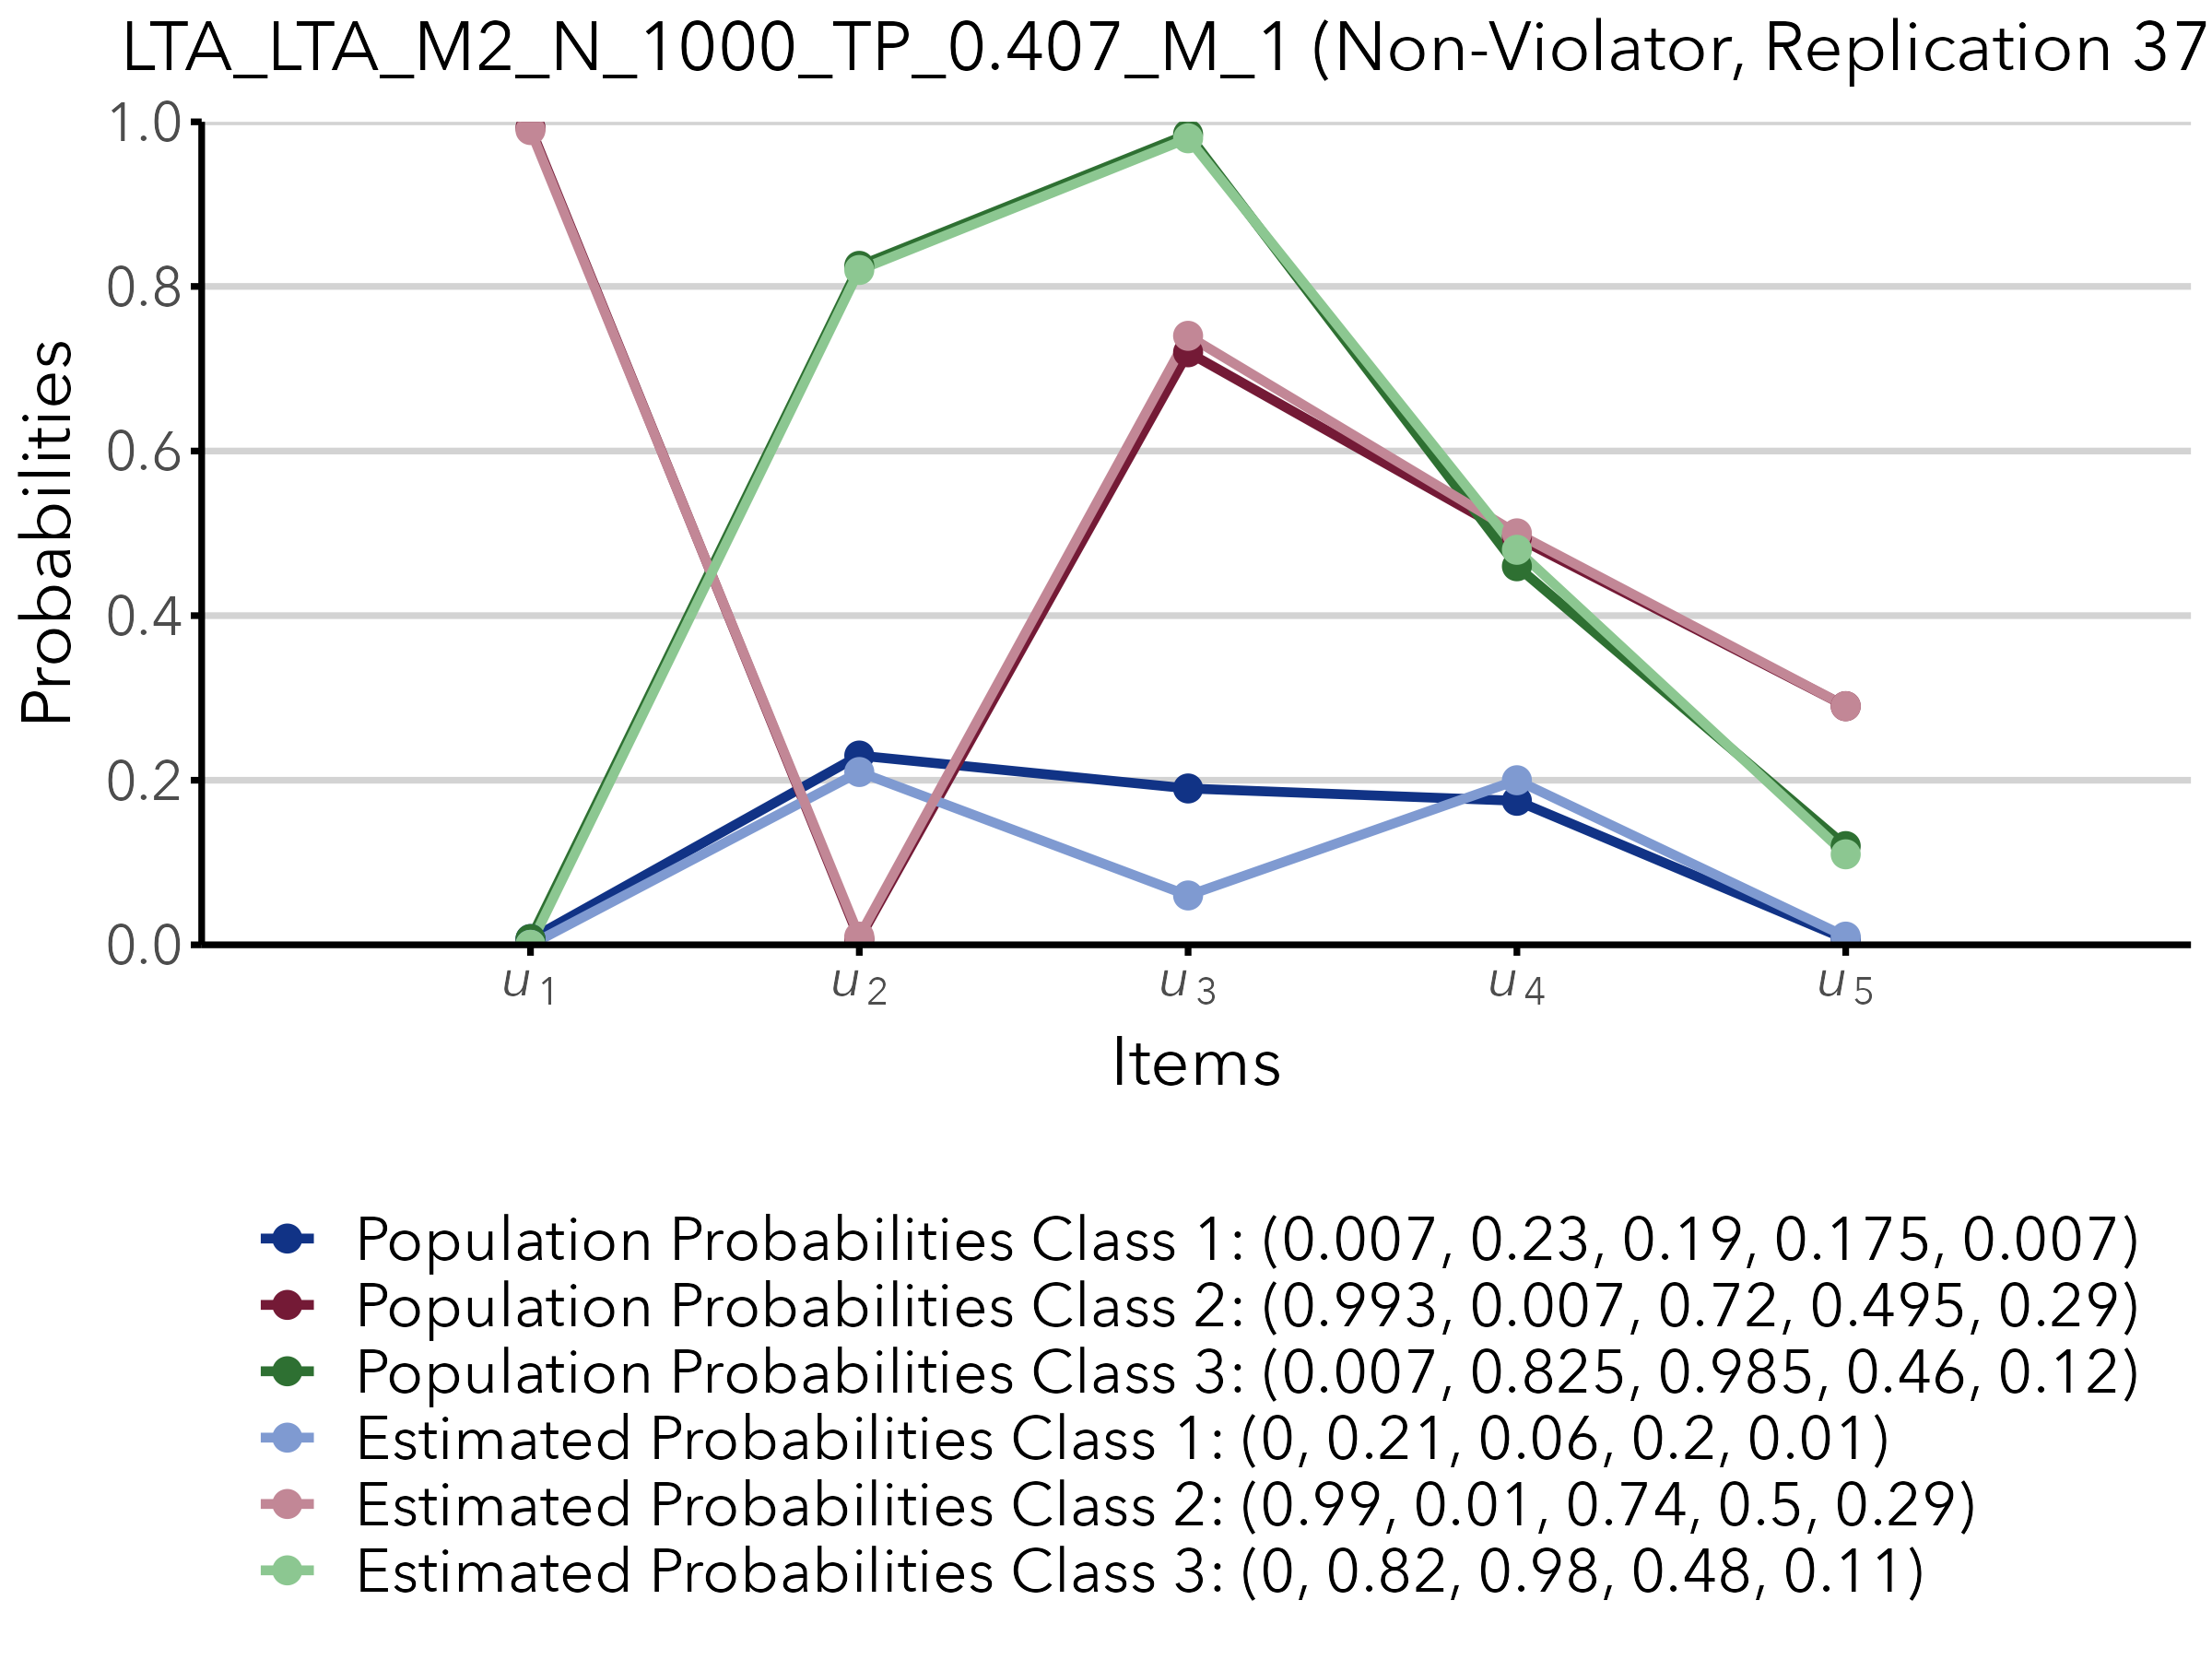 LTA_LTA_M2_N_1000_TP_0.407_M_1 (Non-Violator, Replication 37
1.0
0.8
0.6
0.4
0.2
0.0
Probabilities
u1
u2
u3
u4
u5
Items
Population Probabilities Class 1: (0.007, 0.23, 0.19, 0.175, 0.007)
Population Probabilities Class 2: (0.993, 0.007, 0.72, 0.495, 0.29)
Population Probabilities Class 3: (0.007, 0.825, 0.985, 0.46, 0.12)
Estimated Probabilities Class 1: (0, 0.21, 0.06, 0.2, 0.01)
Estimated Probabilities Class 2: (0.99, 0.01, 0.74, 0.5, 0.29)
Estimated Probabilities Class 3: (0, 0.82, 0.98, 0.48, 0.11)